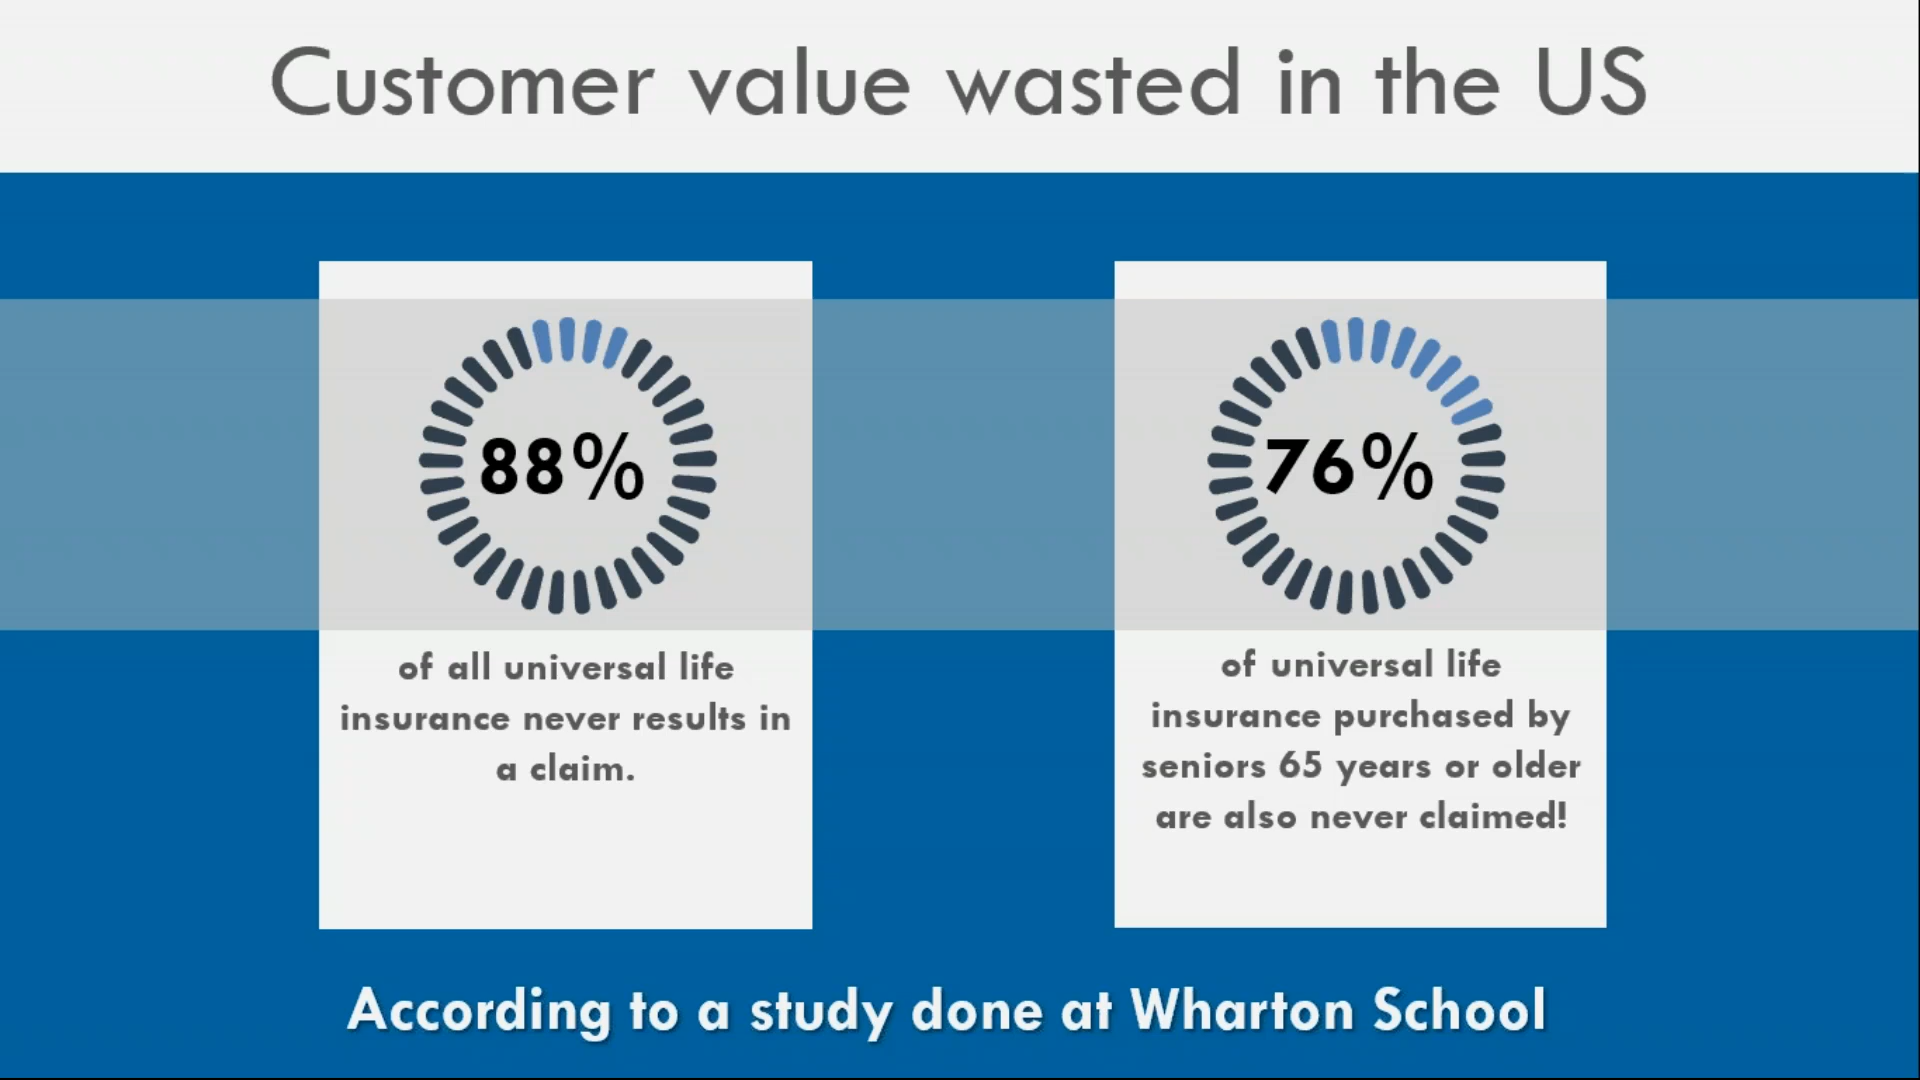 Customer value wasted in the US
88%
of all universal life
insurance never results in
a claim.
76%
of universal life
insurance purchased by
seniors 65 years or older
are also never claimed!
According to a study done at Wharton School